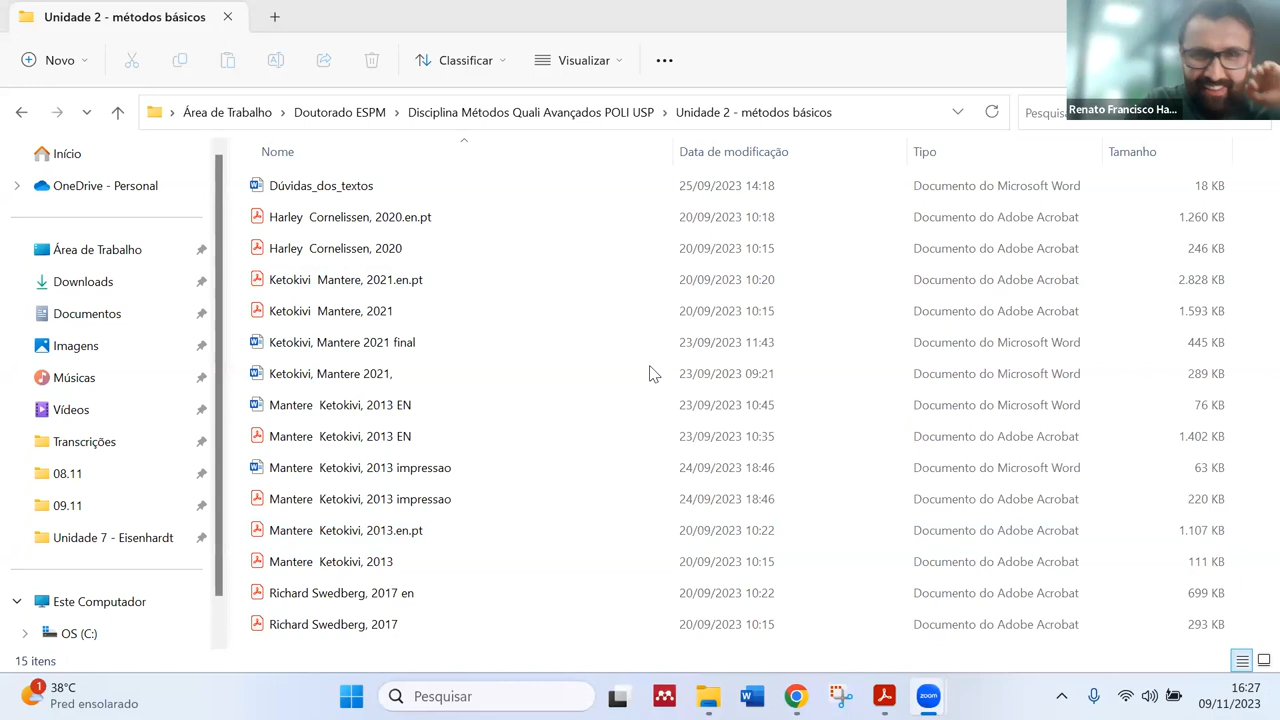 Unidade 2 - métodos básicos
Novo
Classificar
Visualizar
Renato Francisco Ha...
Área de Trabalho > Doutorado ESPM > Disciplina Métodos Quali Avançados POLI USP > Unidade 2 - métodos básicos
Pesquis
Nome Data de modificação Tipo Tamanho
Início
OneDrive - Personal
Área de Trabalho
Downloads
Documentos
Imagens
Músicas
Vídeos
Transcrições
08.11
09.11
Unidade 7 - Eisenhardt
Este Computador
OS (C:)
Dúvidas_dos_textos 25/09/2023 14:18 Documento do Microsoft Word 18 KB
Harley Cornelissen, 2020.en.pt 20/09/2023 10:18 Documento do Adobe Acrobat 1.260 KB
Harley Cornelissen, 2020 20/09/2023 10:15 Documento do Adobe Acrobat 246 KB
Ketokivi Mantere, 2021.en.pt 20/09/2023 10:20 Documento do Adobe Acrobat 2.828 KB
Ketokivi Mantere, 2021 20/09/2023 10:15 Documento do Adobe Acrobat 1.593 KB
Ketokivi, Mantere 2021 final 23/09/2023 11:43 Documento do Microsoft Word 445 KB
Ketokivi, Mantere 2021, 23/09/2023 09:21 Documento do Microsoft Word 289 KB
Mantere Ketokivi, 2013 EN 23/09/2023 10:45 Documento do Microsoft Word 76 KB
Mantere Ketokivi, 2013 EN 23/09/2023 10:35 Documento do Adobe Acrobat 1.402 KB
Mantere Ketokivi, 2013 impressao 24/09/2023 18:46 Documento do Microsoft Word 63 KB
Mantere Ketokivi, 2013 impressao 24/09/2023 18:46 Documento do Adobe Acrobat 220 KB
Mantere Ketokivi, 2013.en.pt 20/09/2023 10:22 Documento do Adobe Acrobat 1.107 KB
Mantere Ketokivi, 2013 20/09/2023 10:15 Documento do Adobe Acrobat 111 KB
Richard Swedberg, 2017 en 20/09/2023 10:22 Documento do Adobe Acrobat 699 KB
Richard Swedberg, 2017 20/09/2023 10:15 Documento do Adobe Acrobat 293 KB
15 itens
1
38°C
Pred ensolarado
Pesquisar
zoom
16:27
09/11/2023